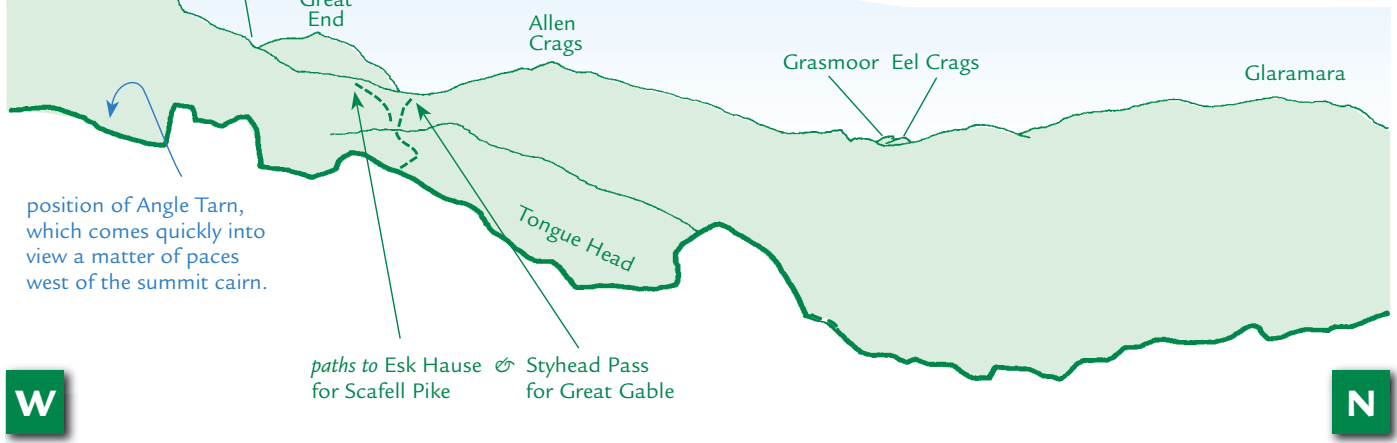 Great
End
Allen
Crags
Grasmoor Eel Crags
Glaramara
position of Angle Tarn,
which comes quickly into
view a matter of paces
west of the summit cairn.
Tongue Head
paths to Esk Hause & Styhead Pass
for Scafell Pike for Great Gable
W
N